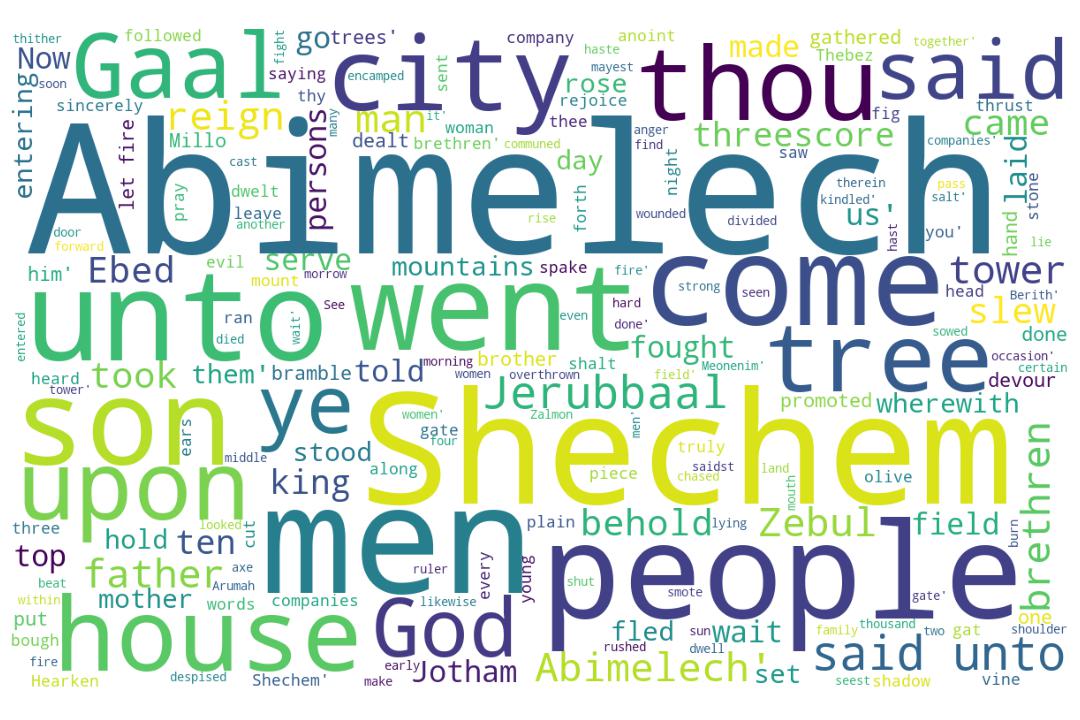 thither followed fight go trees' company anoint haste made gathered together'
Now Gaal saying encamped sent city rose mayest Thebez thou said
soon entering sincerely thy rejoice fig thrust
reign let fire persons many man it' woman thee anger threescore came
Millo dealt brethren' communed find saw companies' laid
Abimelech
pray cast dwelt leave another day forth night wounded divided therein kindled' us' hast pass salt' you' hand stone lie
door forward rise
him' evil serve mountains spake fire' come tower
Ebed mount morrow See hard strong seen head Berith' slew
entered unto ran died wait' went even done' tree sowed done
heard took them' bramble told morning brother shalt fought Meonenim' occasion' certain devour
tower' women overthrown field'
son ears ye Jerubbaal promoted wherewith
women' gate four Zalmon men' truly
upon middle stood along Shechem piece chased saidst land mouth olive brethren
king
three looked cut men plain behold lying Zebul field burn
top hold ten
beat father axe Arumah ruler every young people
within mother words companies likewise shut smote gate' one
put bough house God fled sun wait family thousand two gat shoulder
fire rushed dwell said unto
Hearken despised Shechem' make early Jotham Abimelech' set seest shadow vine